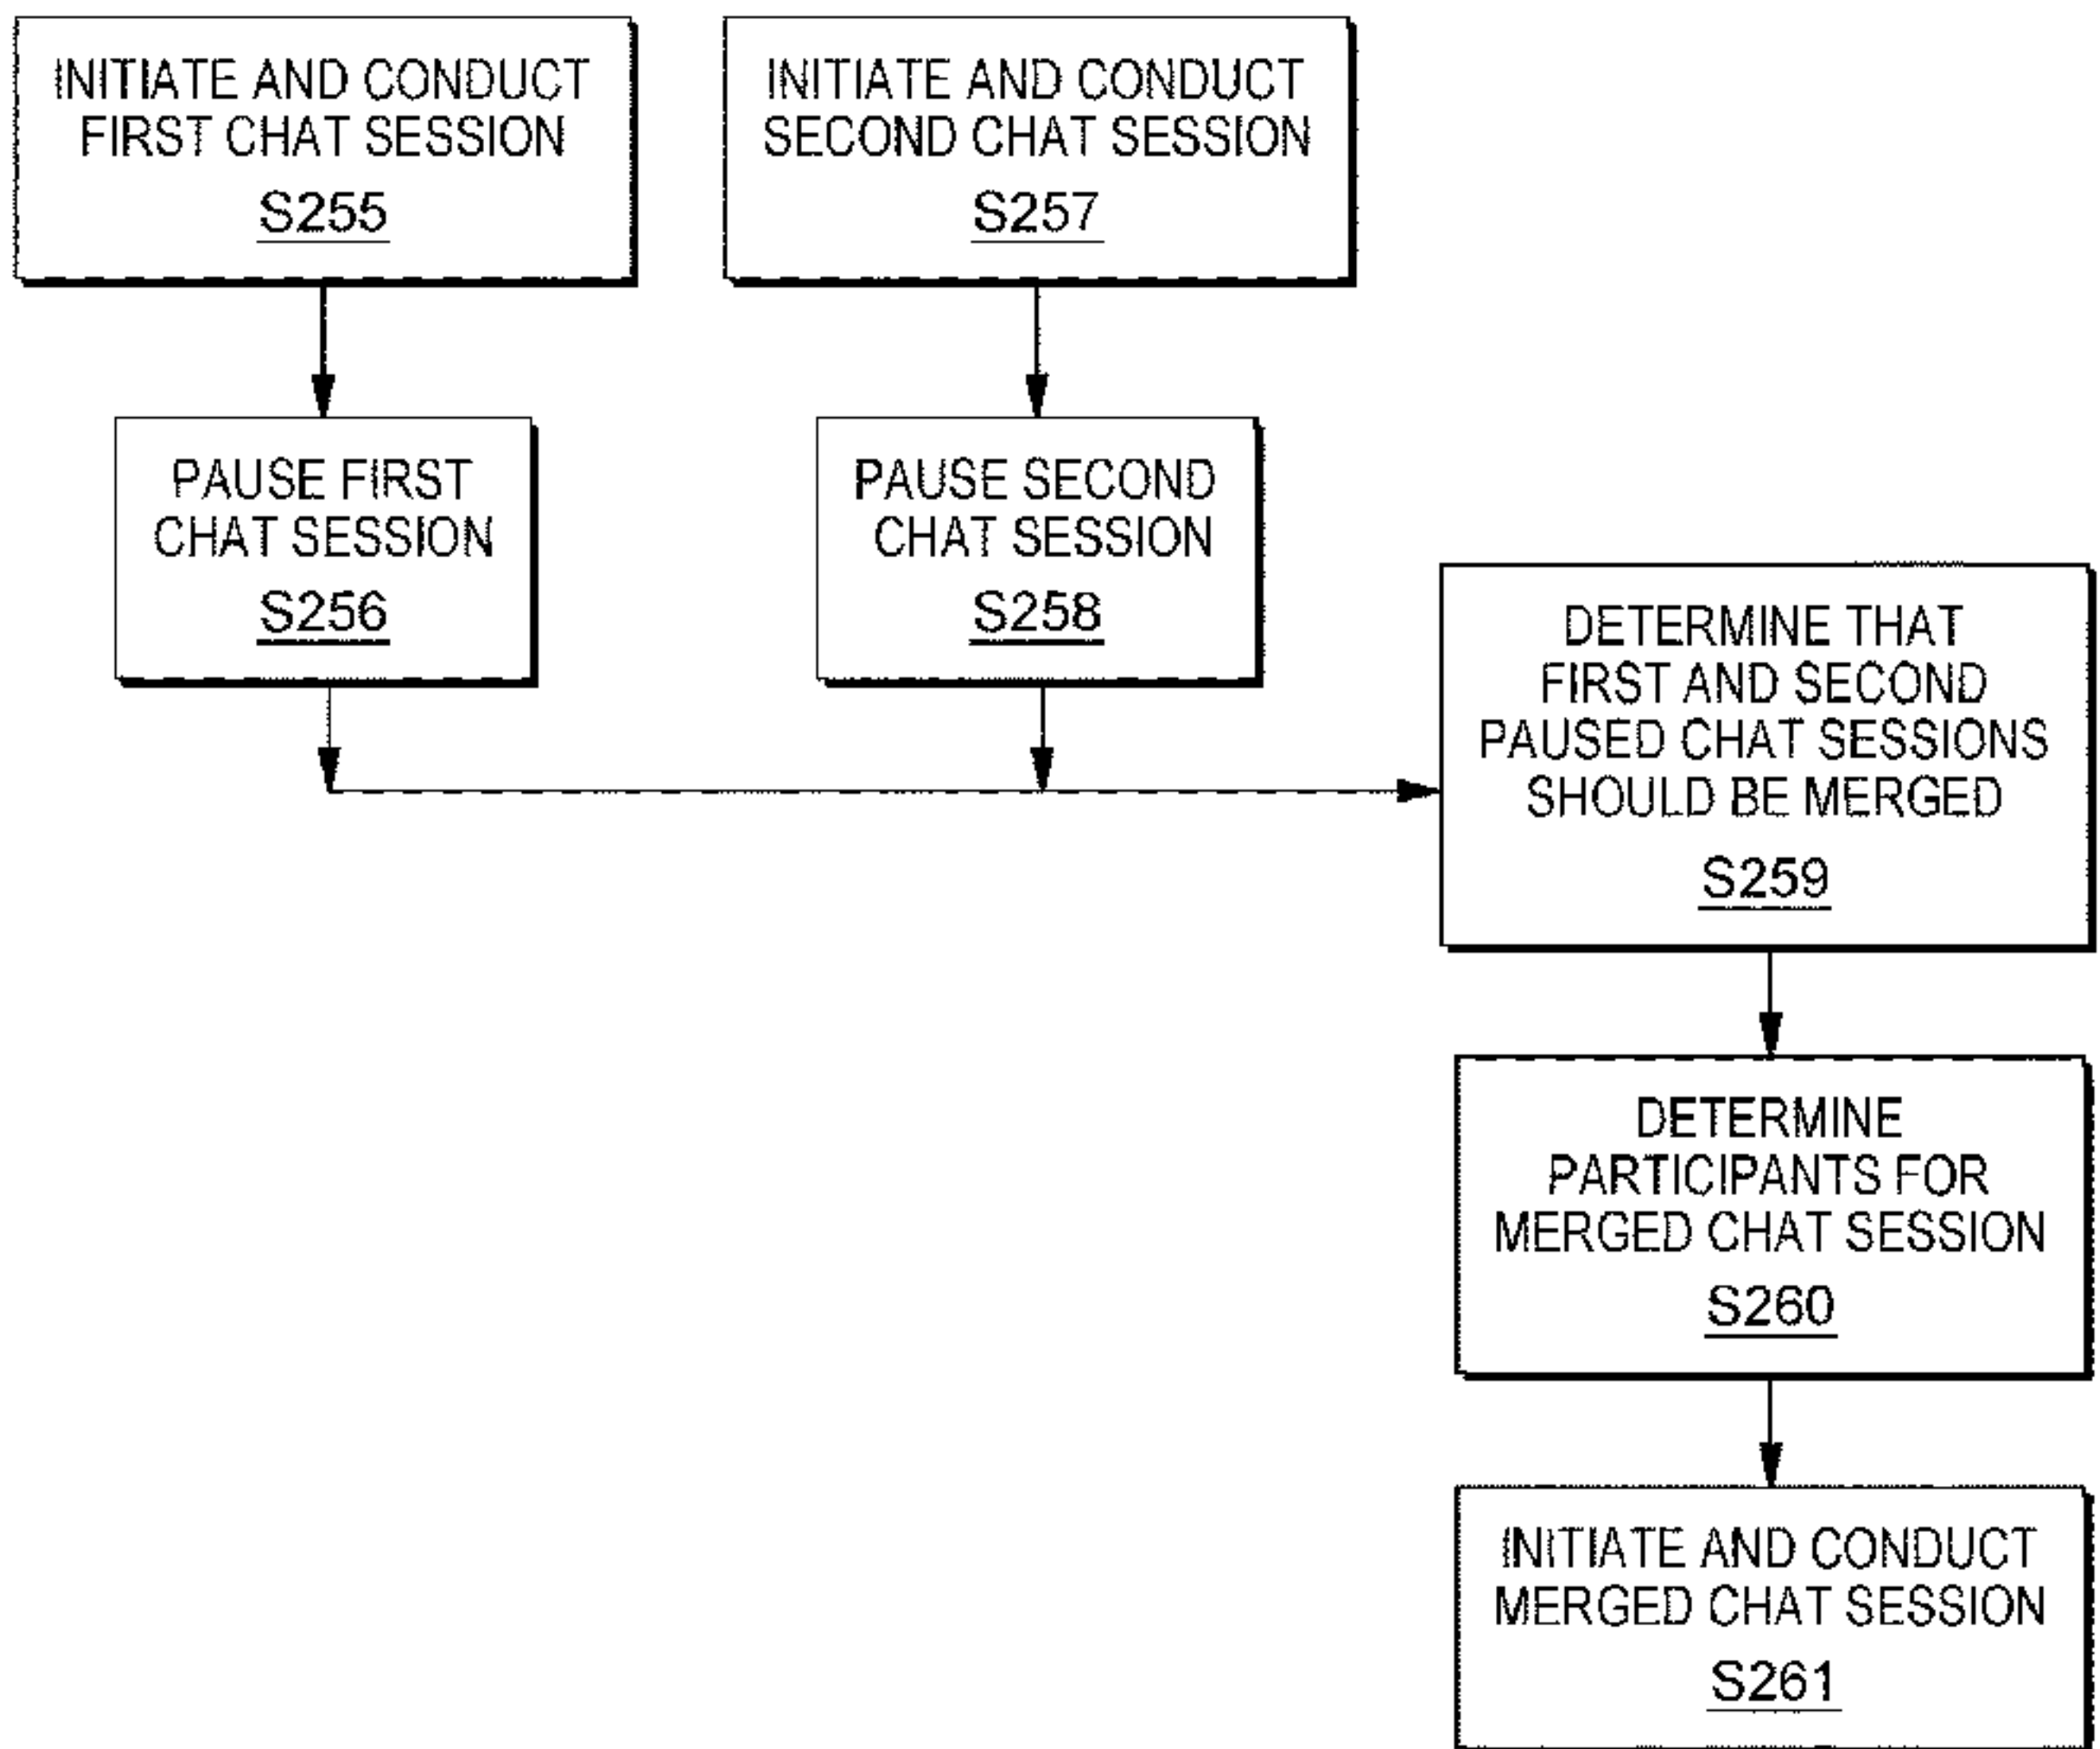 INITIATE AND CONDUCT
FIRST CHAT SESSION
S255
INITIATE AND CONDUCT
SECOND CHAT SESSION
S257
PAUSE FIRST
CHAT SESSION
S256
PAUSE SECOND
CHAT SESSION
S258
DETERMINE THAT
FIRST AND SECOND
PAUSED CHAT SESSIONS
SHOULD BE MERGED
S259
DETERMINE
PARTICIPANTS FOR
MERGED CHAT SESSION
S260
INITIATE AND CONDUCT
MERGED CHAT SESSION
S261